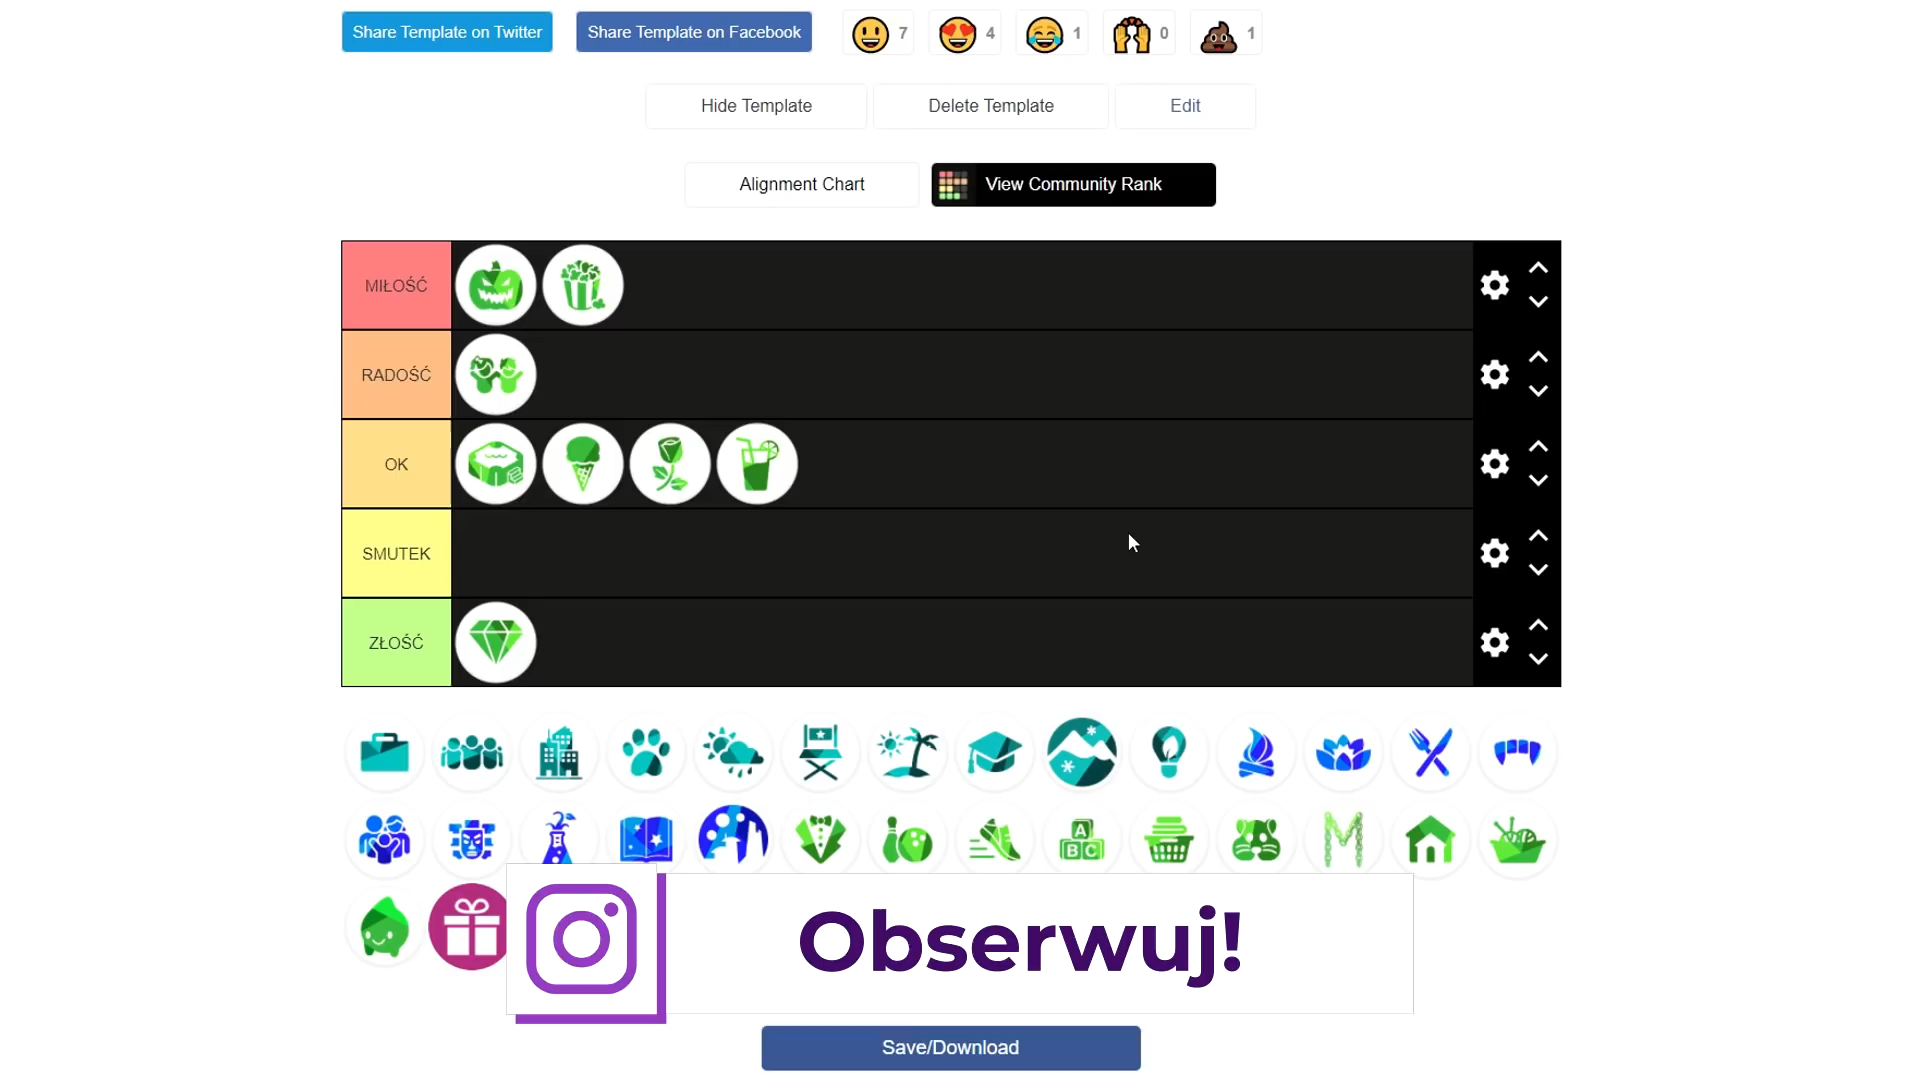 Share Template on Twitter
Share Template on Facebook
7
4
1
0
1
Hide Template
Delete Template
Edit
Alignment Chart
View Community Rank
MIŁOŚĆ
RADOŚĆ
OK
SMUTEK
ZŁOŚĆ
A
B C
M
Obserwuj!
Save/Download